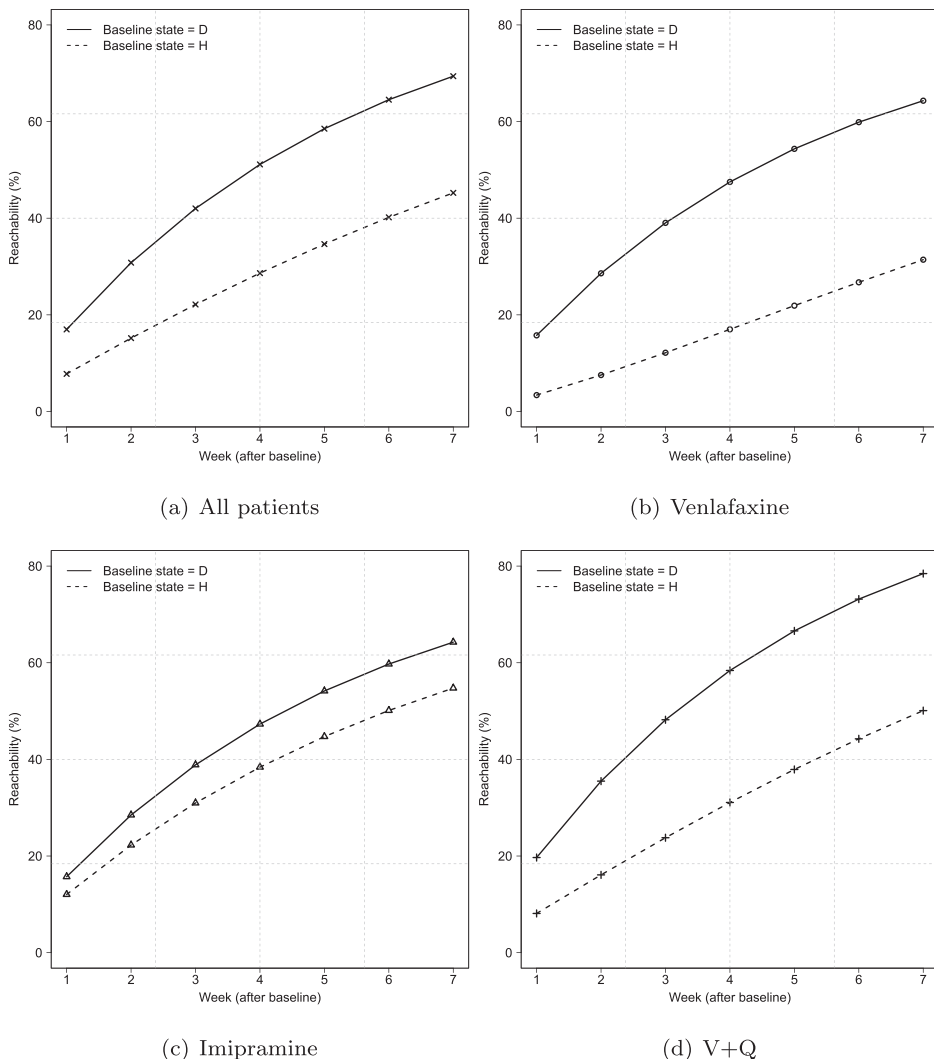 Baseline state = D
Baseline state = H
80
60
40
20
0
Reachability (%)
1 2 3 4 5 6 7
Week (after baseline)
(a) All patients
Baseline state = D
Baseline state = H
80
60
40
20
0
Reachability (%)
1 2 3 4 5 6 7
Week (after baseline)
(b) Venlafaxine
Baseline state = D
Baseline state = H
80
60
40
20
0
Reachability (%)
1 2 3 4 5 6 7
Week (after baseline)
(c) Imipramine
Baseline state = D
Baseline state = H
80
60
40
20
0
Reachability (%)
1 2 3 4 5 6 7
Week (after baseline)
(d) V+Q